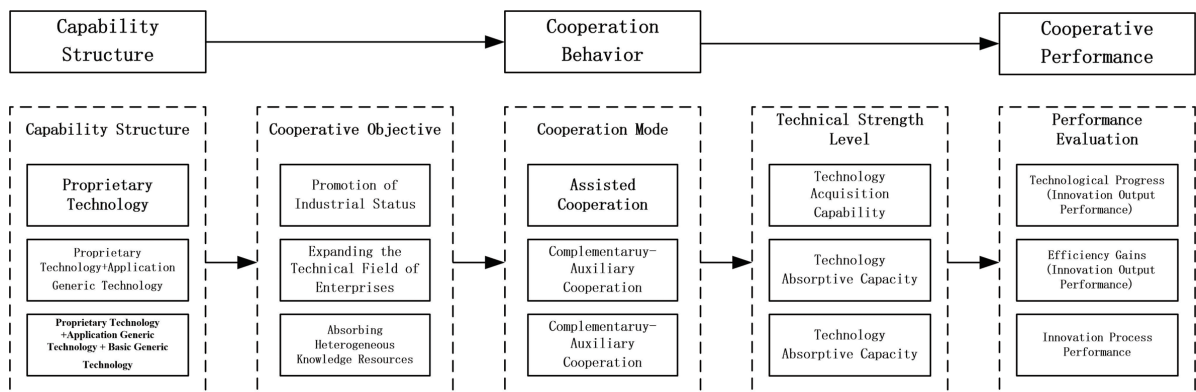 Capability
Structure
Cooperation
Behavior
Cooperative
Performance
Capability Structure
Proprietary
Technology
Proprietary
Technology+Application
Generic Technology
Proprietary Technology
+Application Generic
Technology + Basic Generic
Technology
Cooperative Objective
Promotion of
Industrial Status
Expanding the
Technical Field of
Enterprises
Absorbing
Heterogeneous
Knowledge Resources
Cooperation Mode
Assisted
Cooperation
Complementaruy-
Auxiliary
Cooperation
Complementaruy-
Auxiliary
Cooperation
Technical Strength
Level
Technology
Acquisition
Capability
Technology
Absorptive Capacity
Technology
Absorptive Capacity
Performance
Evaluation
Technological Progress
(Innovation Output
Performance)
Efficiency Gains
(Innovation Output
Performance)
Innovation Process
Performance